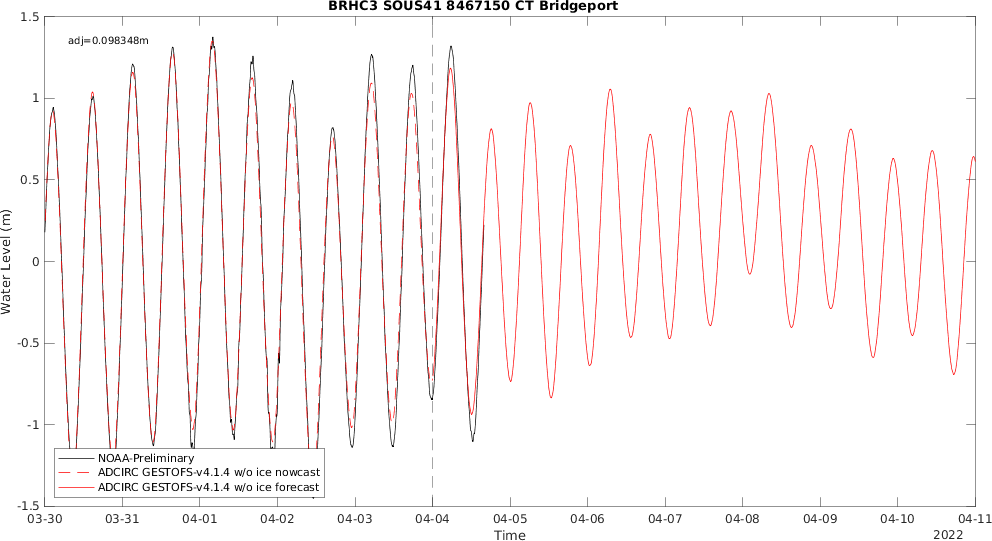 BRHC3 SOUS41 8467150 CT Bridgeport
adj=0.098348m
1.5
1
0.5
0
-0.5
-1
-1.5
Water Level (m)
NOAA-Preliminary
ADCIRC GESTOFS-v4.1.4 w/o ice nowcast
ADCIRC GESTOFS-v4.1.4 w/o ice forecast
03-30 03-31 04-01 04-02 04-03 04-04 04-05 04-06 04-07 04-08 04-09 04-10 04-11
Time
2022